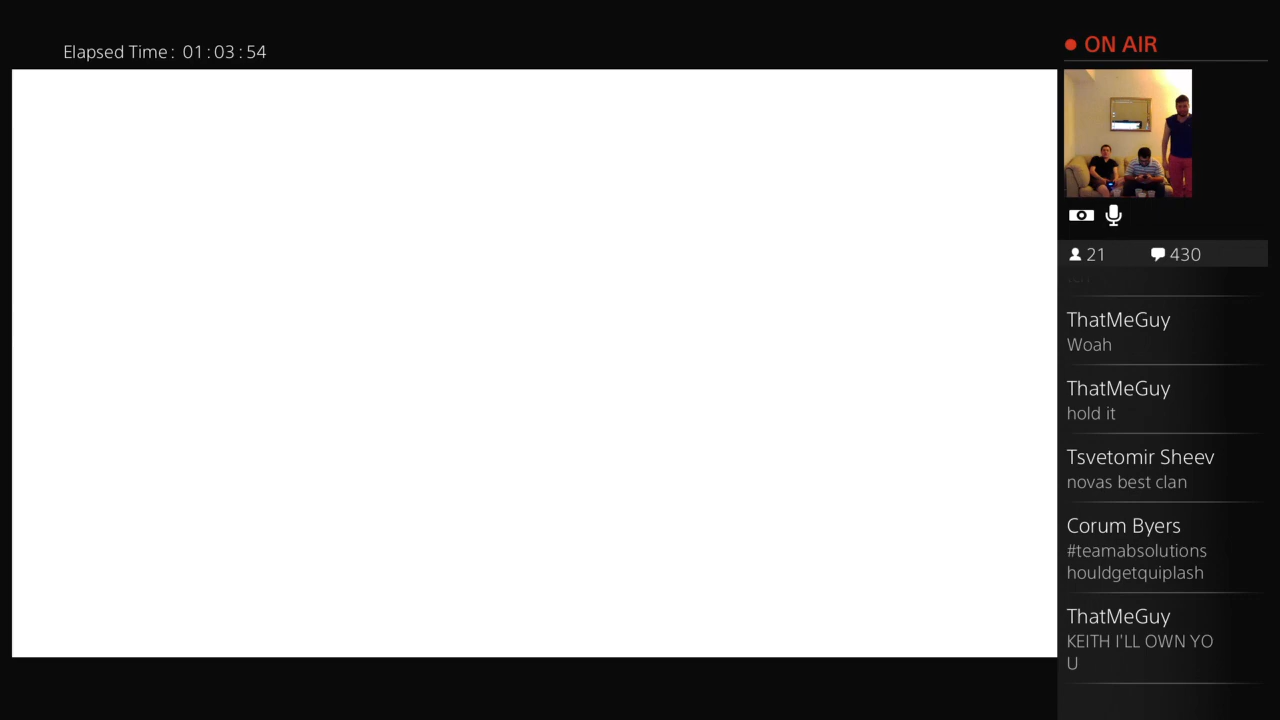 Elapsed Time: 01:03:54
ON AIR
21 430
ThatMeGuy
Woah
ThatMeGuy
hold it
Tsvetomir Sheev
novas best clan
Corum Byers
#teamabsolutions
houldgetquiplash
ThatMeGuy
KEITH I'LL OWN YO
U